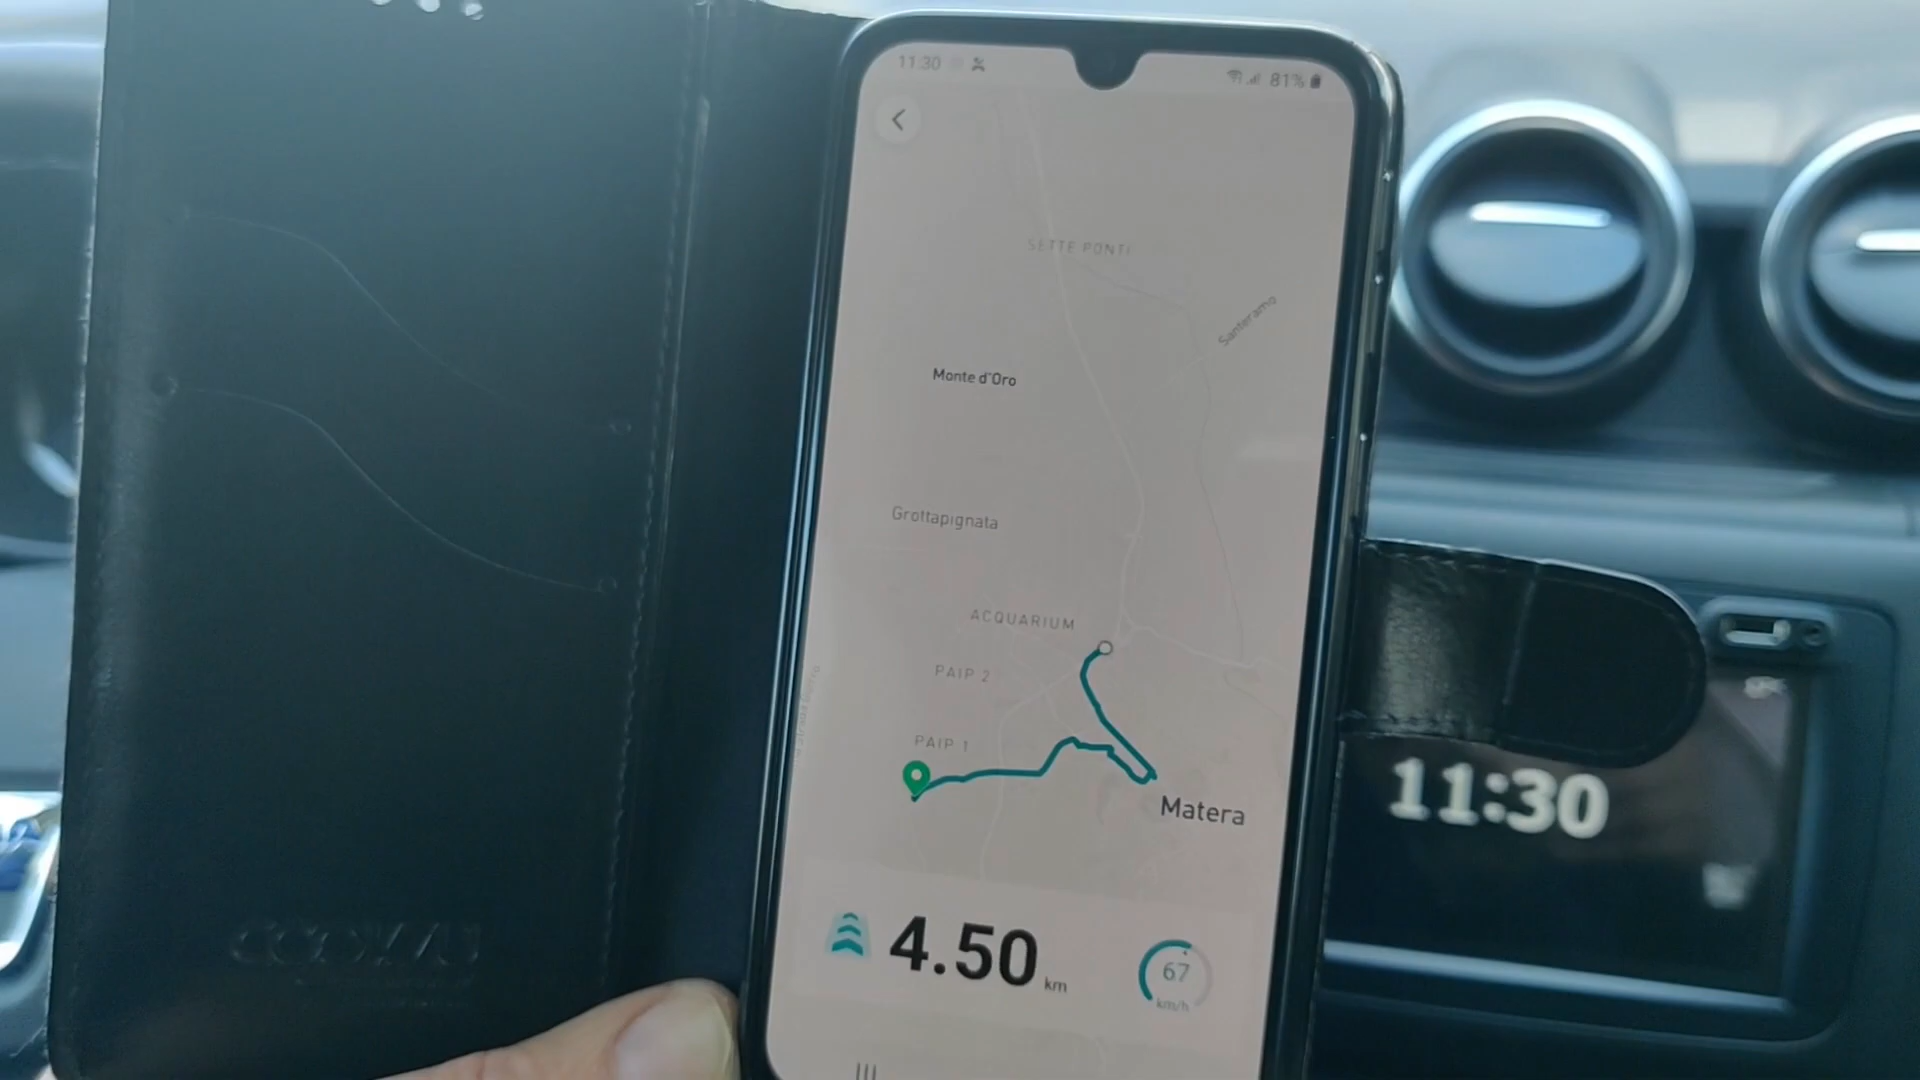 11:30
81%
SETTE PONTI
Santeramo
Monte d'Oro
Grottapignata
ACQUARIUM
PAIP 2
PAIP 1
Matera
4.50 km
67
km/h
11:30